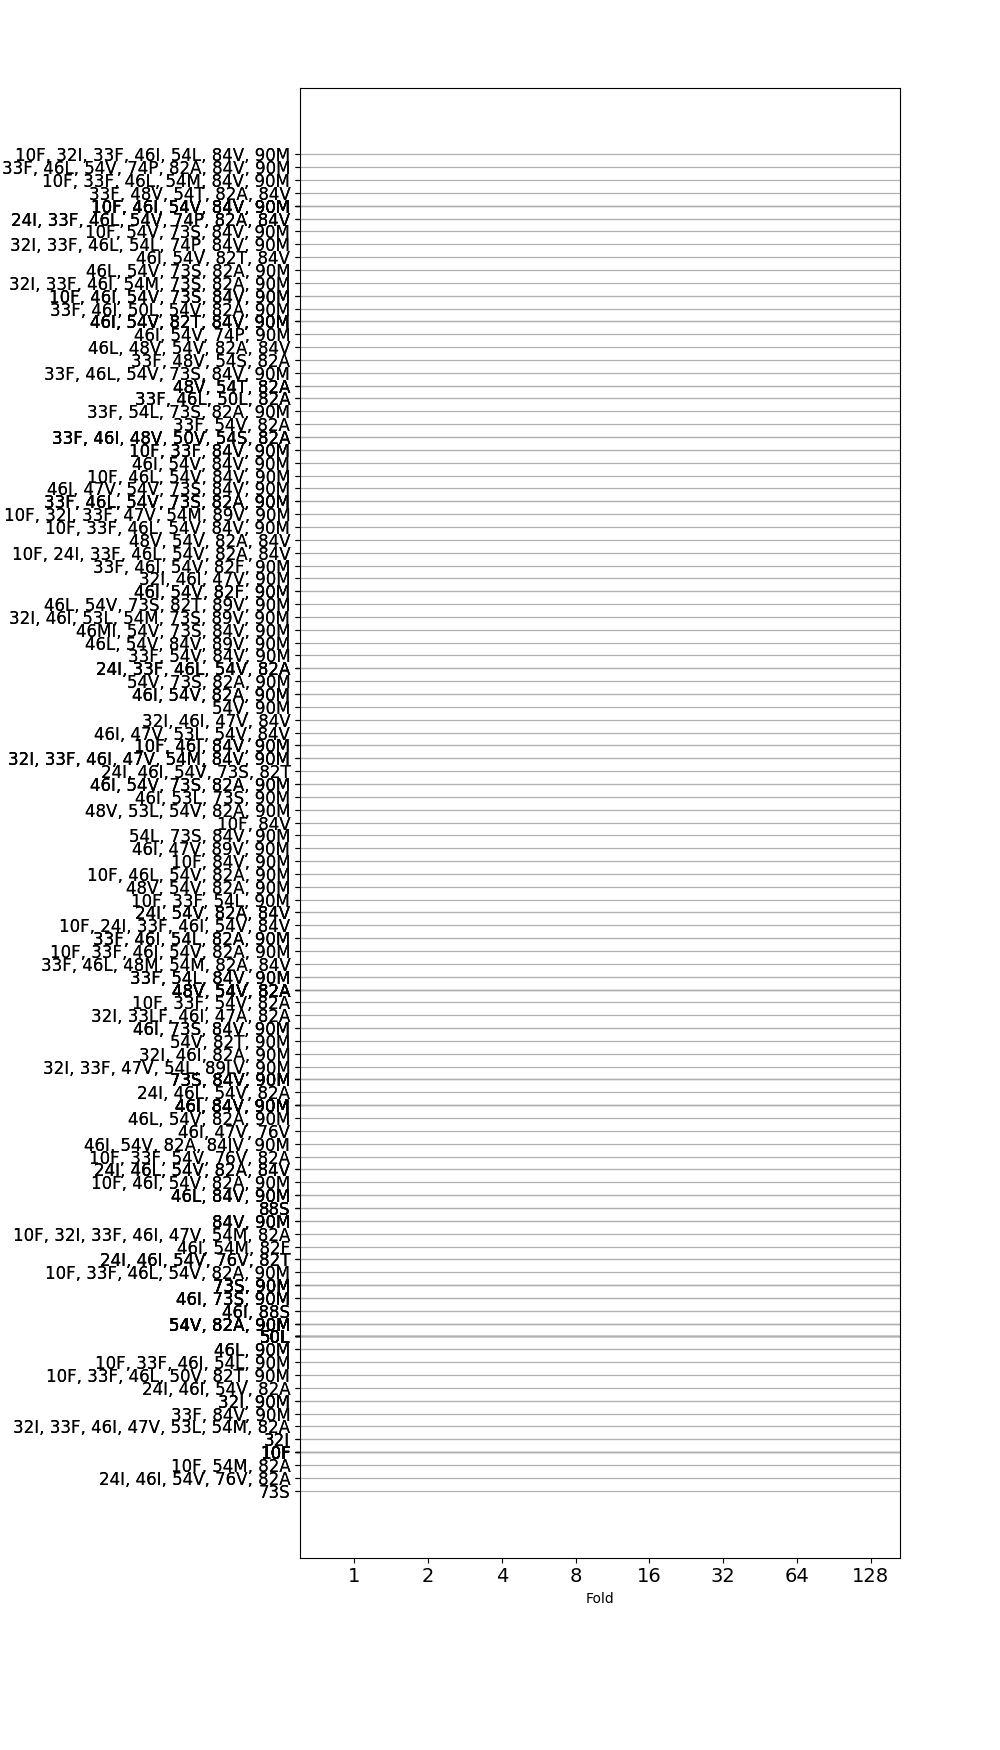 10F, 32I, 33F, 46I, 54L, 84V, 90M
33F, 46L, 54V, 74P, 82A, 84V, 90M
10F, 33F, 46L, 54M, 84V, 90M
33F, 48V, 54T, 82A, 84V
10F, 46I, 54V, 84V, 90M
24I, 33F, 46L, 54V, 74P, 82A, 84V
10F, 54V, 73S, 84V, 90M
32I, 33F, 46L, 54L, 74P, 84V, 90M
46I, 54V, 82T, 84V
46L, 54V, 73S, 82A, 90M
32I, 33F, 46I, 54M, 73S, 82A, 90M
10F, 46I, 54V, 73S, 84V, 90M
33F, 46I, 50L, 54V, 82A, 90M
46I, 54V, 82T, 84V, 90M
46I, 54V, 74P, 90M
46L, 48V, 54V, 82A, 84V
33F, 48V, 54S, 82A
33F, 46L, 54V, 73S, 84V, 90M
48V, 54T, 82A
33F, 46L, 50L, 82A
33F, 54L, 73S, 82A, 90M
33F, 54V, 82A
33F, 46I, 48V, 50V, 54S, 82A
10F, 33F, 84V, 90M
46I, 54V, 84V, 90M
10F, 46L, 54V, 84V, 90M
46I, 47V, 54V, 73S, 84V, 90M
33F, 46L, 54V, 73S, 82A, 90M
10F, 32I, 33F, 47V, 54M, 89V, 90M
10F, 33F, 46L, 54V, 84V, 90M
48V, 54V, 82A, 84V
10F, 24I, 33F, 46L, 54V, 82A, 84V
33F, 46I, 54V, 82F, 90M
32I, 46I, 47V, 90M
46I, 54V, 82F, 90M
46L, 54V, 73S, 82T, 89V, 90M
32I, 46I, 53L, 54M, 73S, 89V, 90M
46MI, 54V, 73S, 84V, 90M
46L, 54V, 84V, 89V, 90M
33F, 54V, 84V, 90M
24I, 33F, 46L, 54V, 82A
54V, 73S, 82A, 90M
46I, 54V, 82A, 90M
54V, 90M
32I, 46I, 47V, 84V
46I, 47V, 53L, 54V, 84V
10F, 46I, 84V, 90M
32I, 33F, 46I, 47V, 54M, 84V, 90M
24I, 46I, 54V, 73S, 82T
46I, 54V, 73S, 82A, 90M
46I, 53L, 73S, 90M
48V, 53L, 54V, 82A, 90M
10F, 84V
54L, 73S, 84V, 90M
46I, 47V, 89V, 90M
10F, 84V, 90M
10F, 46L, 54V, 82A, 90M
48V, 54V, 82A, 90M
10F, 33F, 54L, 90M
24I, 54V, 82A, 84V
10F, 24I, 33F, 46I, 54V, 84V
33F, 46I, 54L, 82A, 90M
10F, 33F, 46I, 54V, 82A, 90M
33F, 46L, 48M, 54M, 82A, 84V
33F, 54L, 84V, 90M
48V, 54V, 82A
10F, 33F, 54V, 82A
32I, 33LF, 46I, 47A, 82A
46I, 73S, 84V, 90M
54V, 82T, 90M
32I, 46I, 82A, 90M
32I, 33F, 47V, 54L, 89IV, 90M
73S, 84V, 90M
24I, 46L, 54V, 82A
46I, 84V, 90M
46L, 54V, 82A, 90M
46I, 47V, 76V
46I, 54V, 82A, 84IV, 90M
10F, 33F, 54V, 76V, 82A
24I, 46L, 54V, 82A, 84V
10F, 46I, 54V, 82A, 90M
46L, 84V, 90M
88S
84V, 90M
10F, 32I, 33F, 46I, 47V, 54M, 82A
46I, 54M, 82F
24I, 46I, 54V, 76V, 82T
10F, 33F, 46L, 54V, 82A, 90M
73S, 90M
46I, 73S, 90M
46I, 88S
54V, 82A, 90M
50L
46L, 90M
10F, 33F, 46I, 54L, 90M
10F, 33F, 46L, 50V, 82T, 90M
24I, 46I, 54V, 82A
32I, 90M
33F, 84V, 90M
32I, 33F, 46I, 47V, 53L, 54M, 82A
32I
10F
10F, 54M, 82A
24I, 46I, 54V, 76V, 82A
73S
1 2 4 8 16 32 64 128
Fold